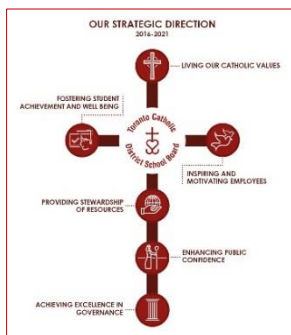 OUR STRATEGIC DIRECTION
2016-2021
LIVING OUR CATHOLIC VALUES
FOSTERING STUDENT
ACHIEVEMENT AND WELL BEING
Toronto Catholic
District School Board
INSPIRING AND
MOTIVATING EMPLOYEES
PROVIDING STEWARDSHIP
OF RESOURCES
ENHANCING PUBLIC
CONFIDENCE
ACHIEVING EXCELLENCE IN
GOVERNANCE